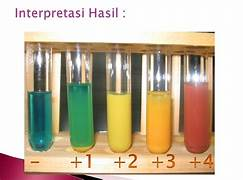 Interpretasi Hasil :
- +1 +2 +3 +4